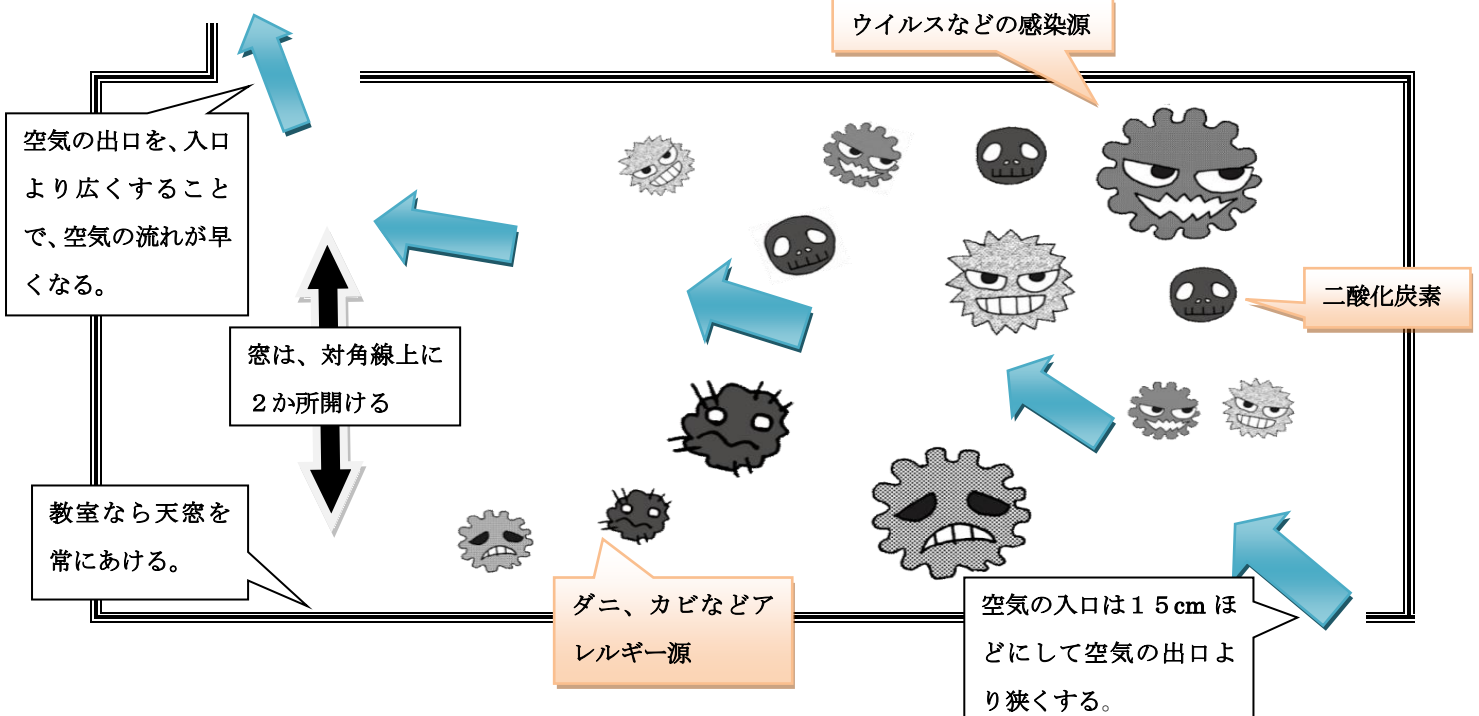 ウイルスなどの感染源
空気の出口を、入口
より広くすること
で、空気の流れが早
くなる。
二酸化炭素
窓は、対角線上に
２か所開ける
教室なら天窓を
常にあける。
ダニ、カビなどア
レルギー源
空気の入口は１５cm ほ
どにして空気の出口よ
り狭くする。